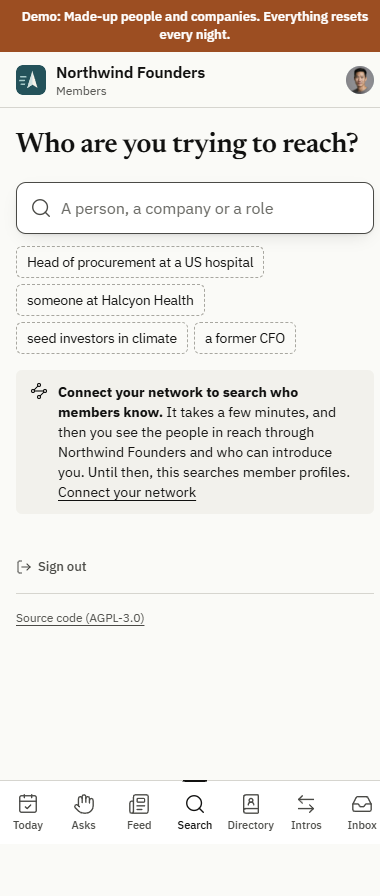 Demo: Made-up people and companies. Everything resets
every night.
Northwind Founders
Members
Who are you trying to reach?
A person, a company or a role
Head of procurement at a US hospital
someone at Halcyon Health
seed investors in climate
a former CFO
Connect your network to search who
members know. It takes a few minutes, and
then you see the people in reach through
Northwind Founders and who can introduce
you. Until then, this searches member profiles.
Connect your network
Sign out
Source code (AGPL-3.0)
Today
Asks
Feed
Search
Directory
Intros
Inbox